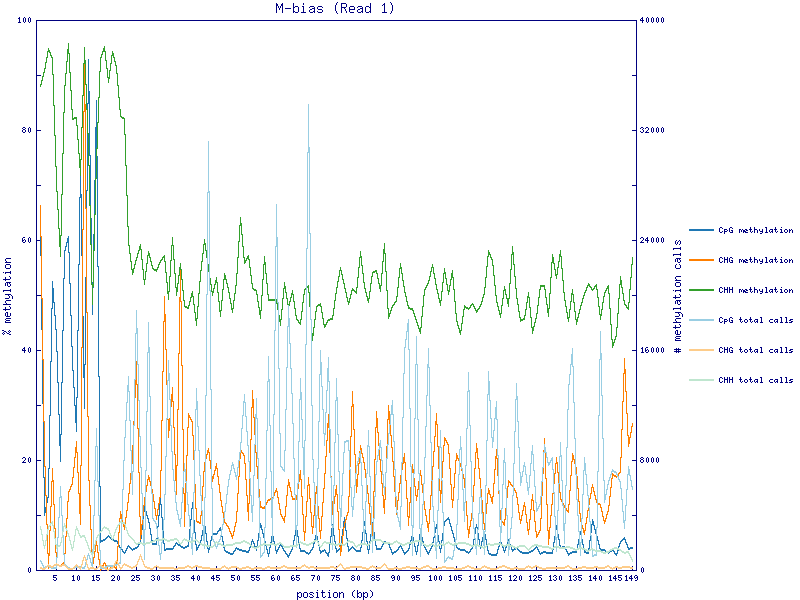 M-bias (Read 1)
100
40000
80
32000
60
24000
40
16000
20
8000
0
0
% methylation
# methylation calls
CpG methylation
CHG methylation
CHH methylation
CpG total calls
CHG total calls
CHH total calls
5 10 15 20 25 30 35 40 45 50 55 60 65 70 75 80 85 90 95 100 105 110 115 120 125 130 135 140 145 149
position (bp)